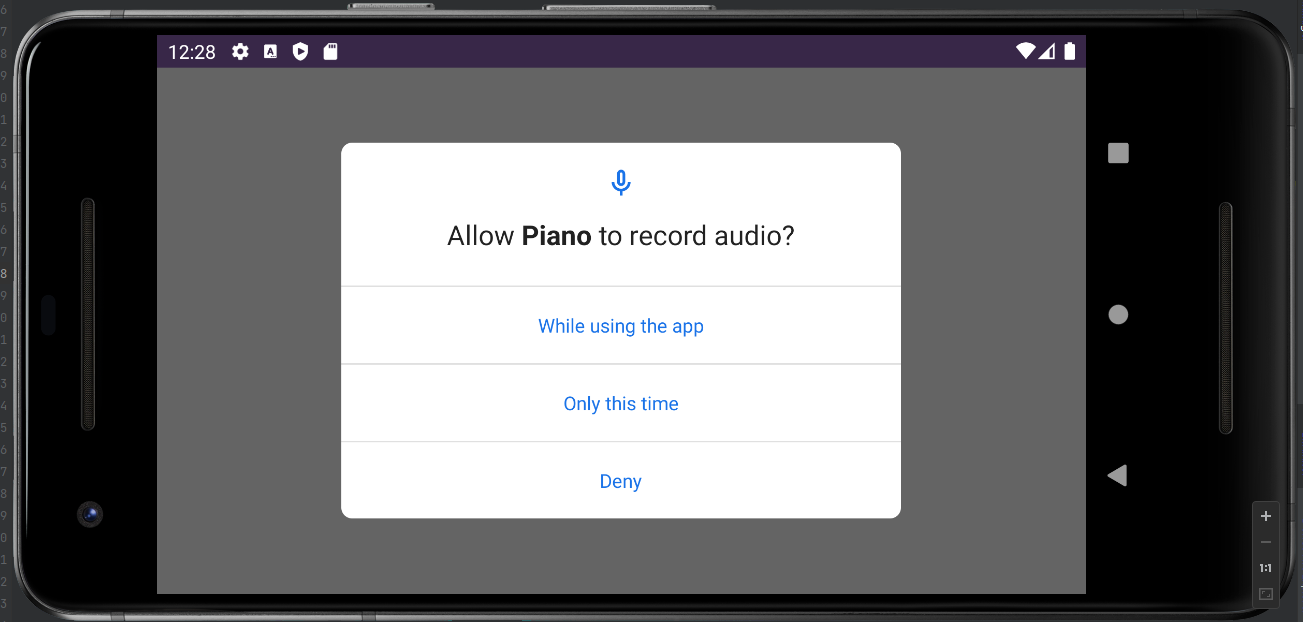 12:28
Allow Piano to record audio?
While using the app
Only this time
Deny
1:1